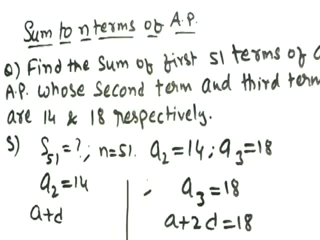 Sum to n terms of A.P.
Q) Find the sum of first 51 terms of
A.P. whose second term and third term
are 14 & 18 respectively.
S) S₅₁ = ?; n=51. a₂=14; a₃=18
a₂=14 ; a₃=18
a+d a+2d=18